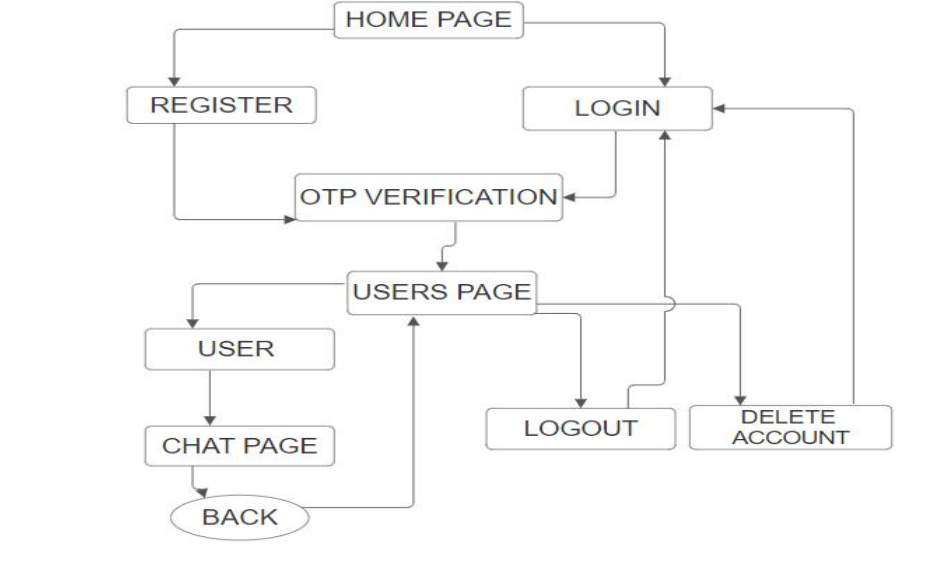 HOME PAGE
REGISTER
LOGIN
OTP VERIFICATION
USERS PAGE
USER
CHAT PAGE
LOGOUT
DELETE
ACCOUNT
BACK